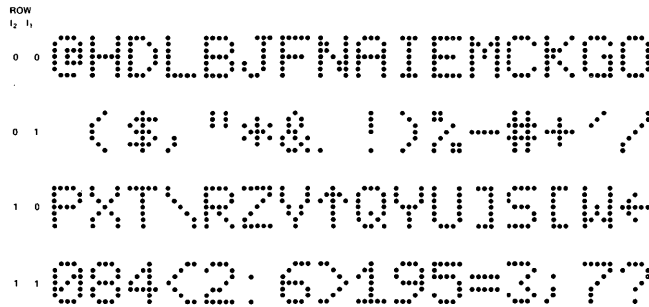 ROW
I₂ I₁
0 0 @HDLBJFNAIEMCKGO
0 1 ($,"*&. !)%-#+'/
1 0 PXT\RZV↑QYU]S[W←
1 1 084<2:6>195=3;7?